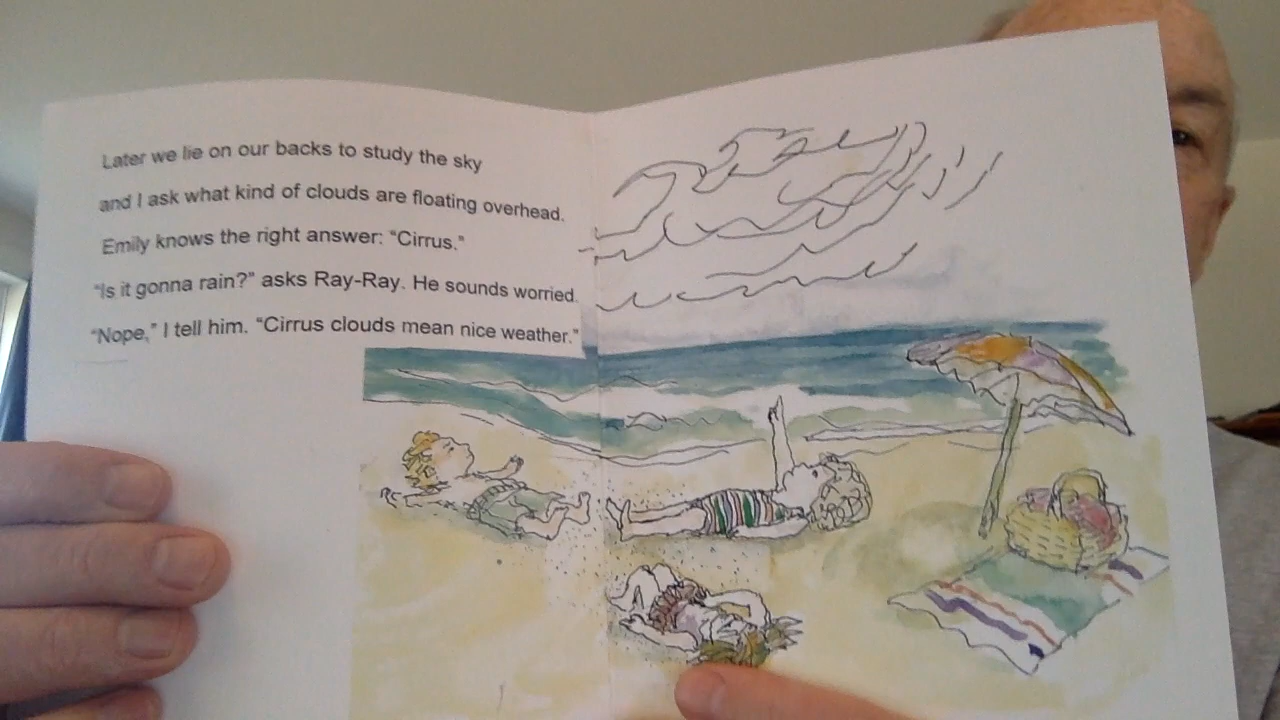 Later we lie on our backs to study the sky
and I ask what kind of clouds are floating overhead.
Emily knows the right answer: “Cirrus.”
“Is it gonna rain?” asks Ray-Ray. He sounds worried.
“Nope,” I tell him. “Cirrus clouds mean nice weather.”